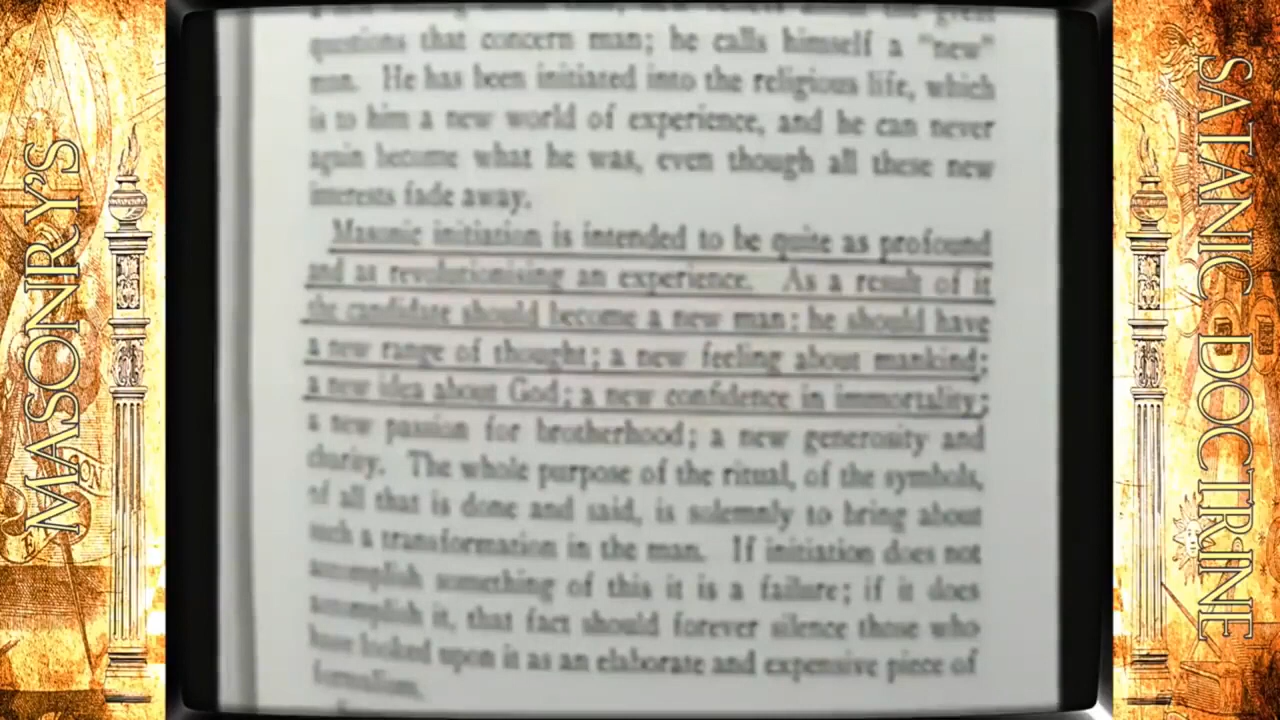 MASONRY'S
questions that concern man; he calls himself a "new"
man. He has been initiated into the religious life, which
is to him a new world of experience, and he can never
again become what he was, even though all these new
interests fade away.
Masonic initiation is intended to be quite as profound
and as revolutionising an experience. As a result of it
the candidate should become a new man; he should have
a new range of thought; a new feeling about mankind;
a new idea about God; a new confidence in immortality;
a new passion for brotherhood; a new generosity and
charity. The whole purpose of the ritual, of the symbols,
of all that is done and said, is solemnly to bring about
such a transformation in the man. If initiation does not
accomplish something of this it is a failure; if it does
accomplish it, that fact should forever silence those who
have looked upon it as an elaborate and expensive piece of
formalism.
SATANIC DOCTRINE